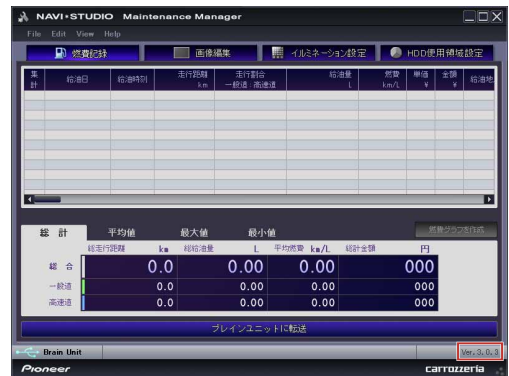 NAVI•STUDIO Maintenance Manager
File Edit View Help
燃費記録 画像編集 イルミネーション設定 HDD使用領域設定
集計 給油日 給油時刻 走行距離 km 走行割合 一般道:高速道 給油量 L 燃費 km/L 単価 ¥ 金額 ¥ 給油地
総 計 平均値 最大値 最小値 燃費グラフを作成
総走行距離 km 総給油量 L 平均燃費 km/L 総計金額 円
総 合 0.0 0.00 0.00 000
一般道 0.0 0.00 0.00 000
高速道 0.0 0.00 0.00 000
ブレインユニットに転送
Brain Unit Ver.3.0.3
Pioneer carrozzeria